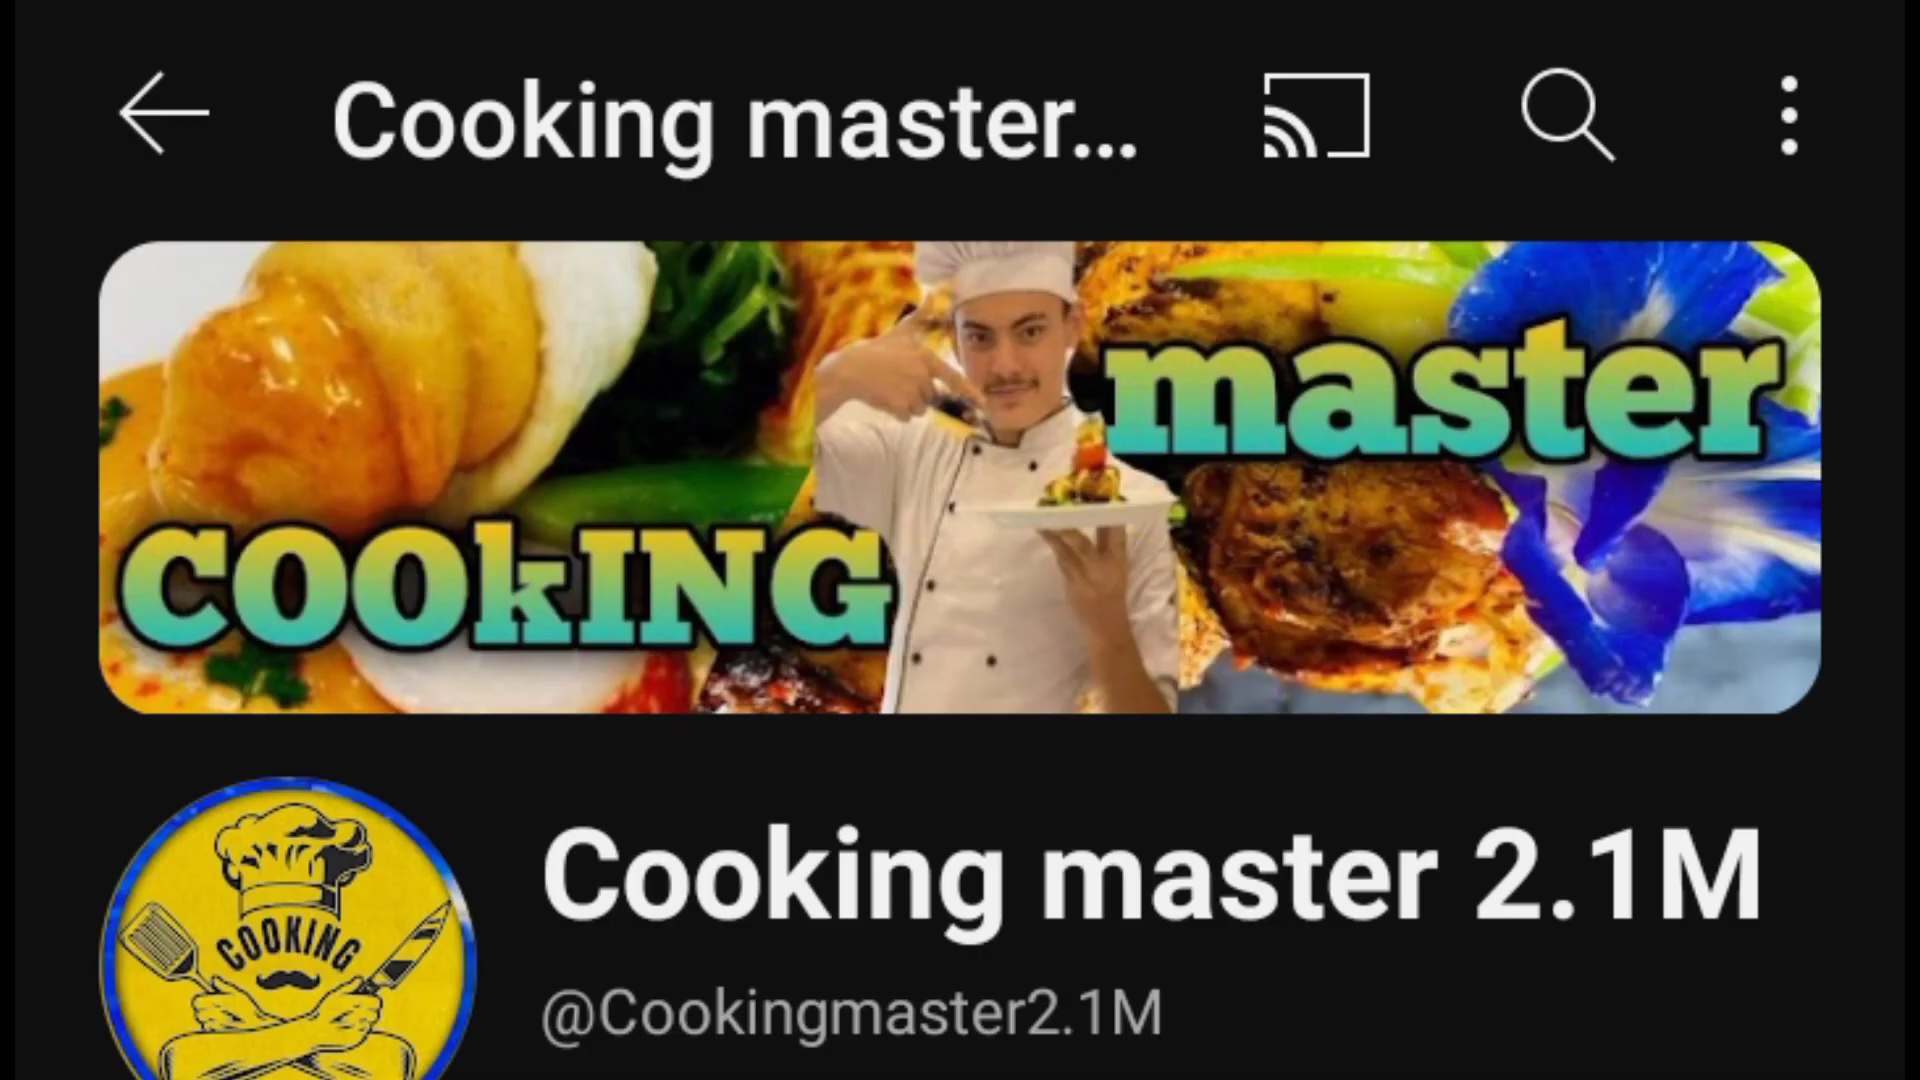 Cooking master...
master
COOkING
Cooking master 2.1M
COOKING
@Cookingmaster2.1M